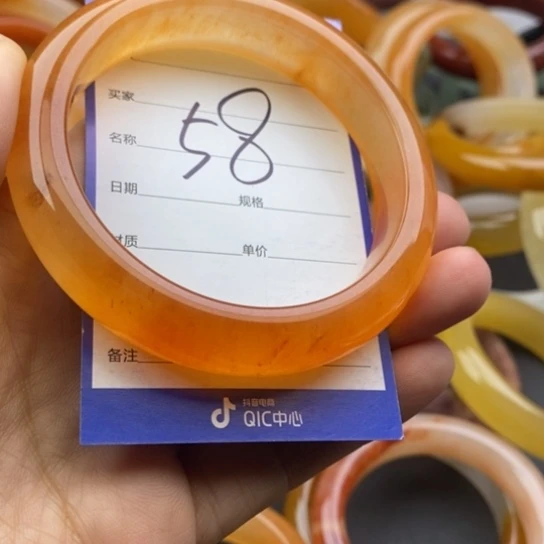 买家
58
名称
日期 规格
材质 单价
备注
抖音电商
QIC中心